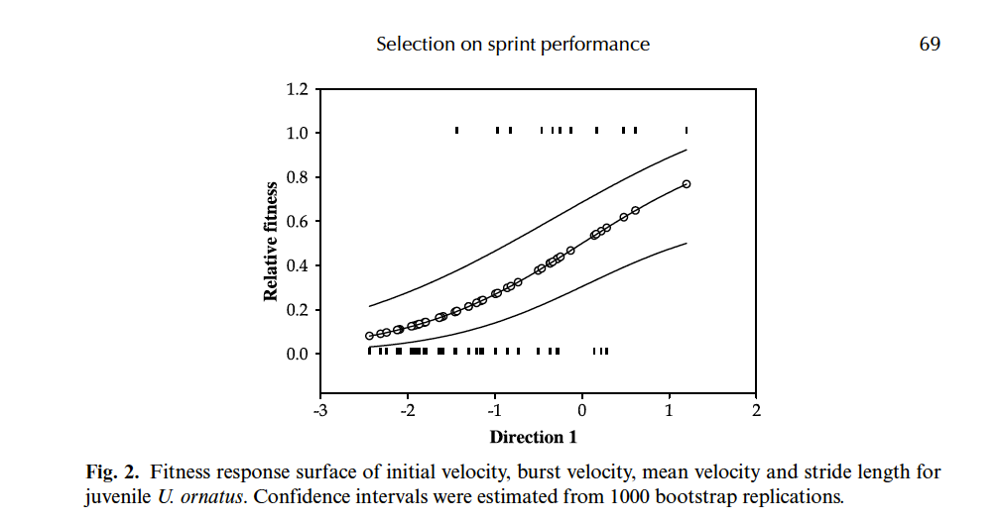 Selection on sprint performance 69
1.2
1.0
0.8
0.6
0.4
0.2
0.0
Relative fitness
-3 -2 -1 0 1 2
Direction 1
Fig. 2. Fitness response surface of initial velocity, burst velocity, mean velocity and stride length for
juvenile U. ornatus. Confidence intervals were estimated from 1000 bootstrap replications.